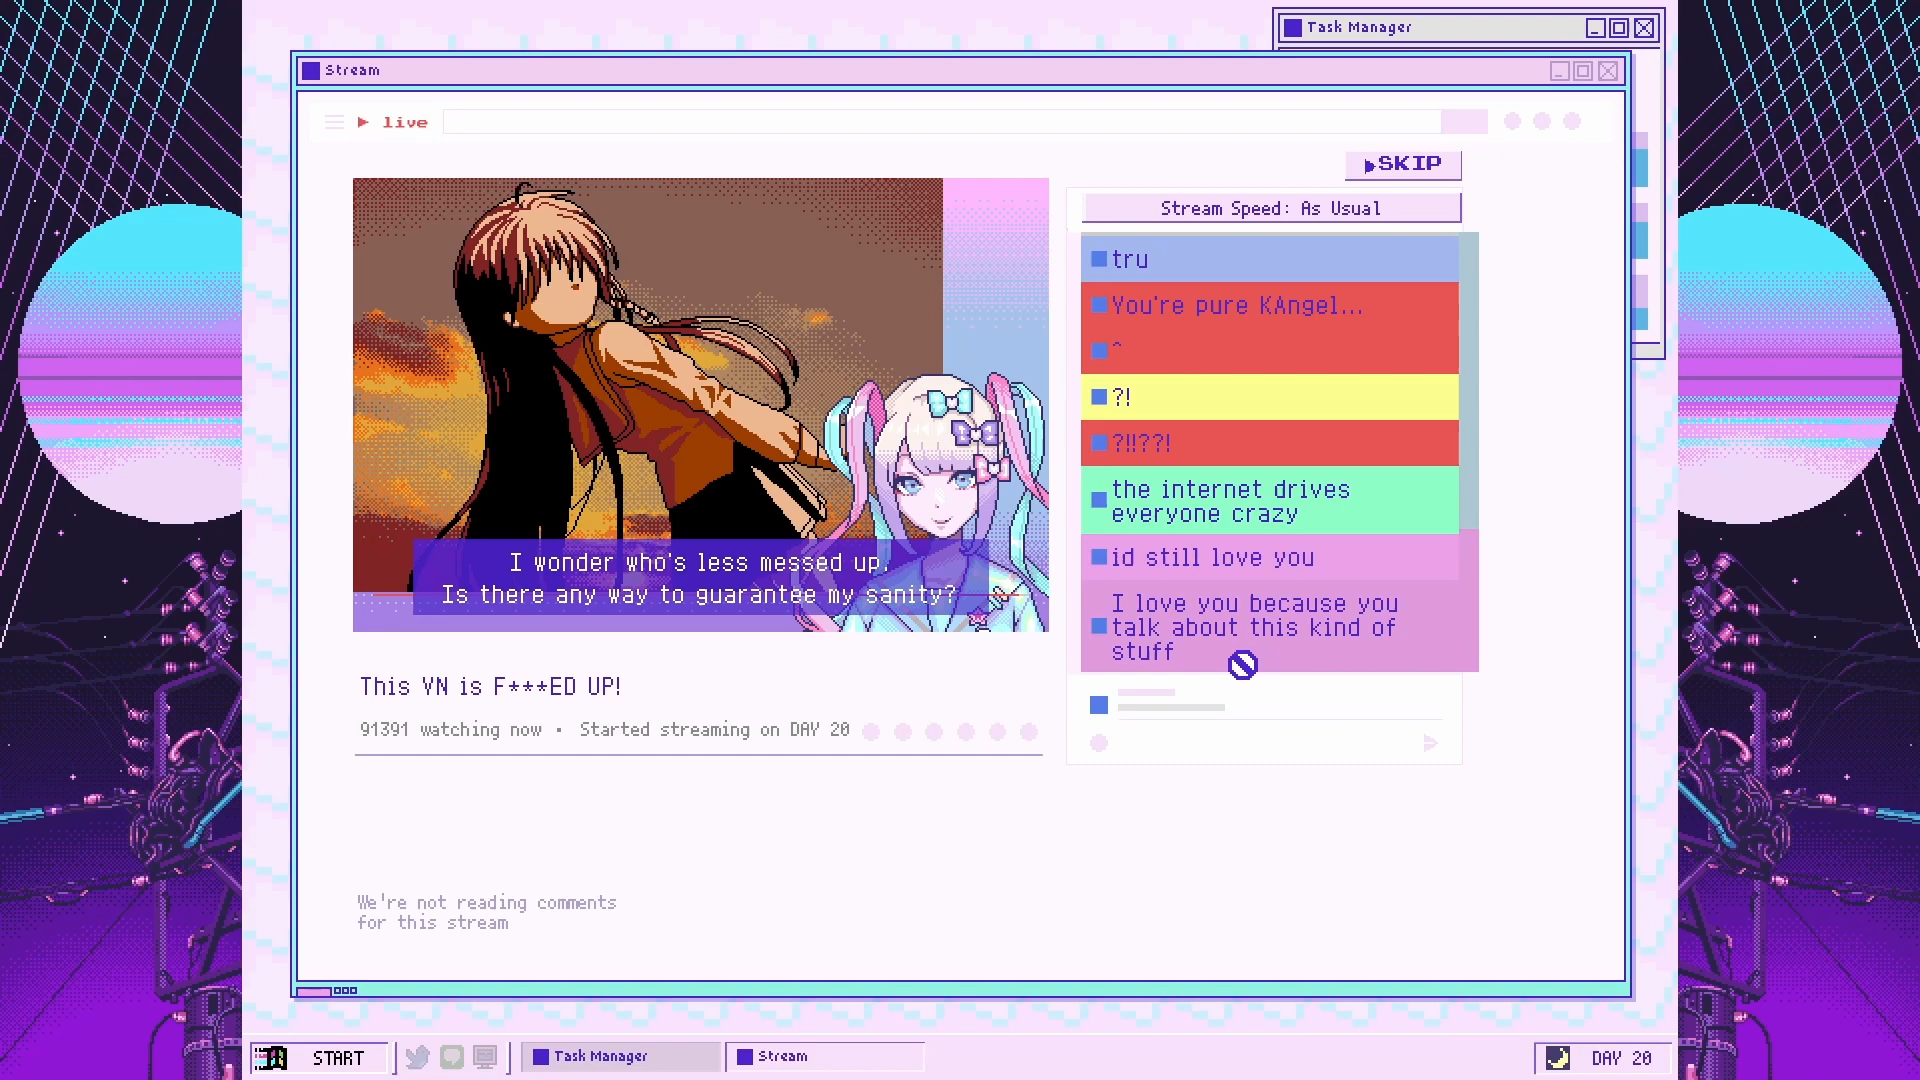 Task Manager
Stream
live
SKIP
Stream Speed: As Usual
tru
You're pure KAngel...
^
?!
?!!??!
the internet drives
everyone crazy
id still love you
I love you because you
talk about this kind of
stuff
I wonder who's less messed up.
Is there any way to guarantee my sanity?
This VN is F***ED UP!
91391 watching now • Started streaming on DAY 20
We're not reading comments
for this stream
START
Task Manager
Stream
DAY 20